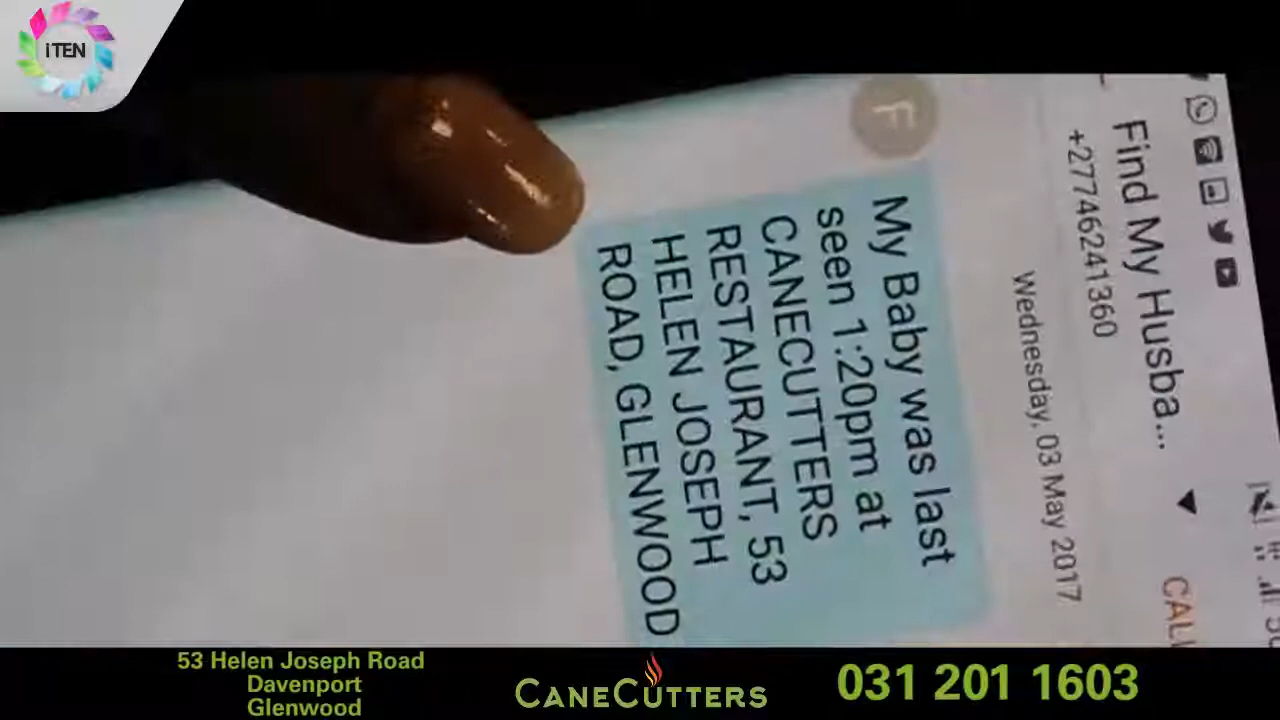 iTEN
Find My Husba...
+27746241360
Wednesday, 03 May 2017
F
My Baby was last
seen 1:20pm at
CANECUTTERS
RESTAURANT, 53
HELEN JOSEPH
ROAD, GLENWOOD
53 Helen Joseph Road
Davenport
Glenwood
CANECUTTERS
031 201 1603